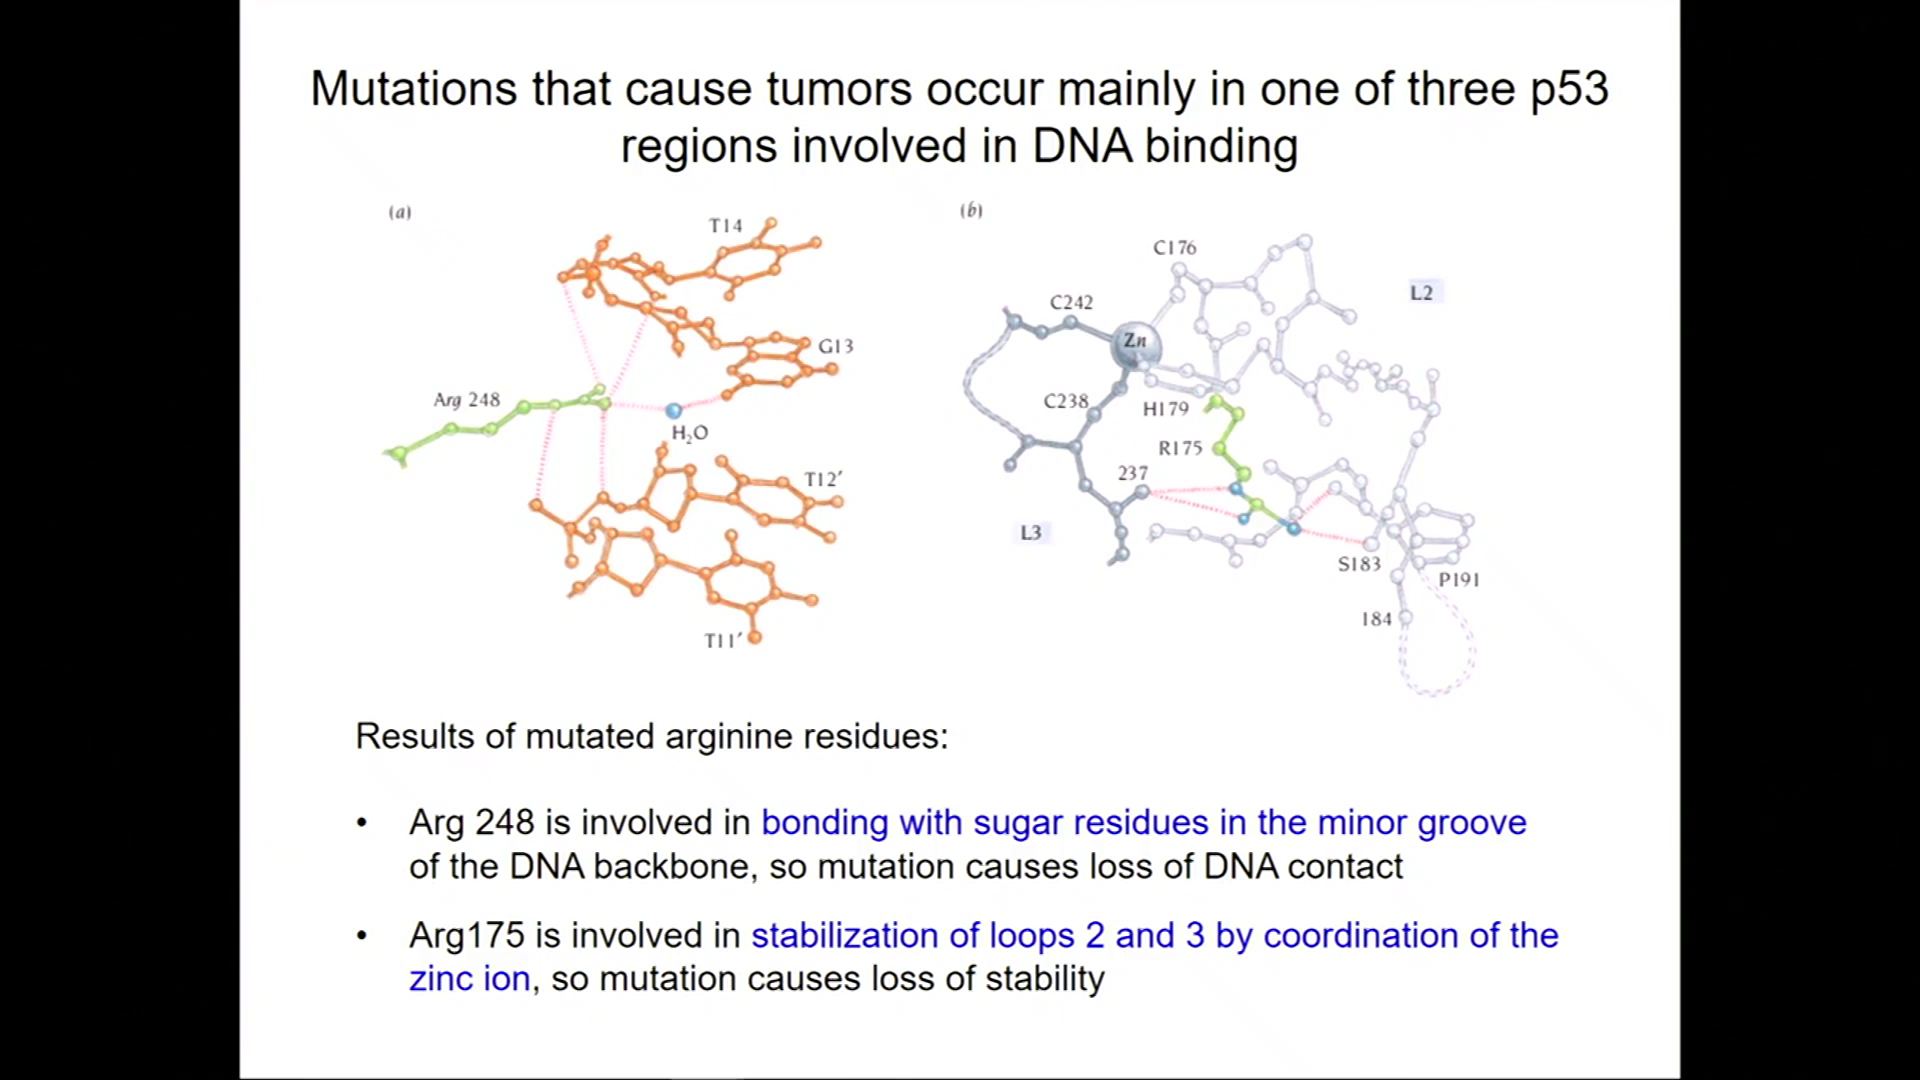 Mutations that cause tumors occur mainly in one of three p53
regions involved in DNA binding
(a)
T14
G13
Arg 248
H₂O
T12′
T11′
(b)
C176
L2
C242
Zn
C238
H179
R175
237
L3
S183
P191
184
Results of mutated arginine residues:
• Arg 248 is involved in bonding with sugar residues in the minor groove
of the DNA backbone, so mutation causes loss of DNA contact
• Arg175 is involved in stabilization of loops 2 and 3 by coordination of the
zinc ion, so mutation causes loss of stability